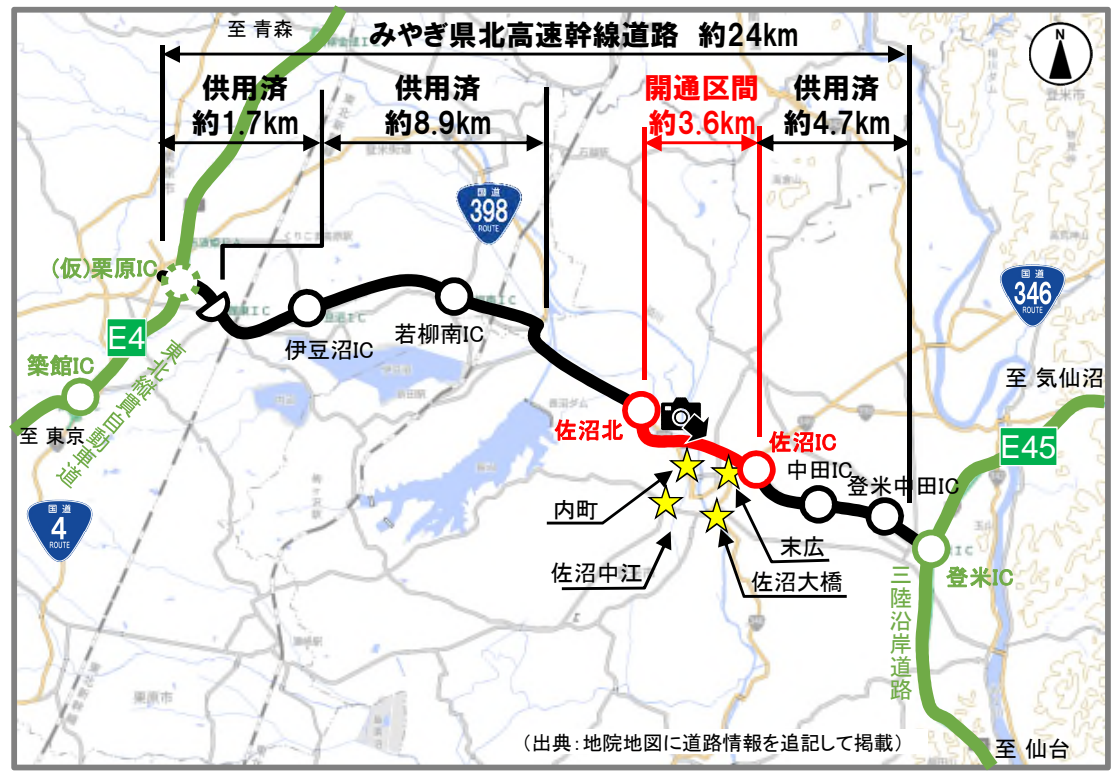 至 青森
みやぎ県北高速幹線道路 約24km
N
供用済
約1.7km
供用済
約8.9km
開通区間
約3.6km
供用済
約4.7km
登米市
国道
398
ROUTE
国道
346
ROUTE
(仮)栗原IC
E4
築館IC
東北縦貫自動車道
至 東京
国道
4
ROUTE
伊豆沼IC
若柳南IC
佐沼北
佐沼IC
中田IC
登米中田IC
至 気仙沼
E45
内町
佐沼中江
末広
佐沼大橋
登米IC
三陸沿岸道路
栗原市
（出典：地院地図に道路情報を追記して掲載）
至 仙台